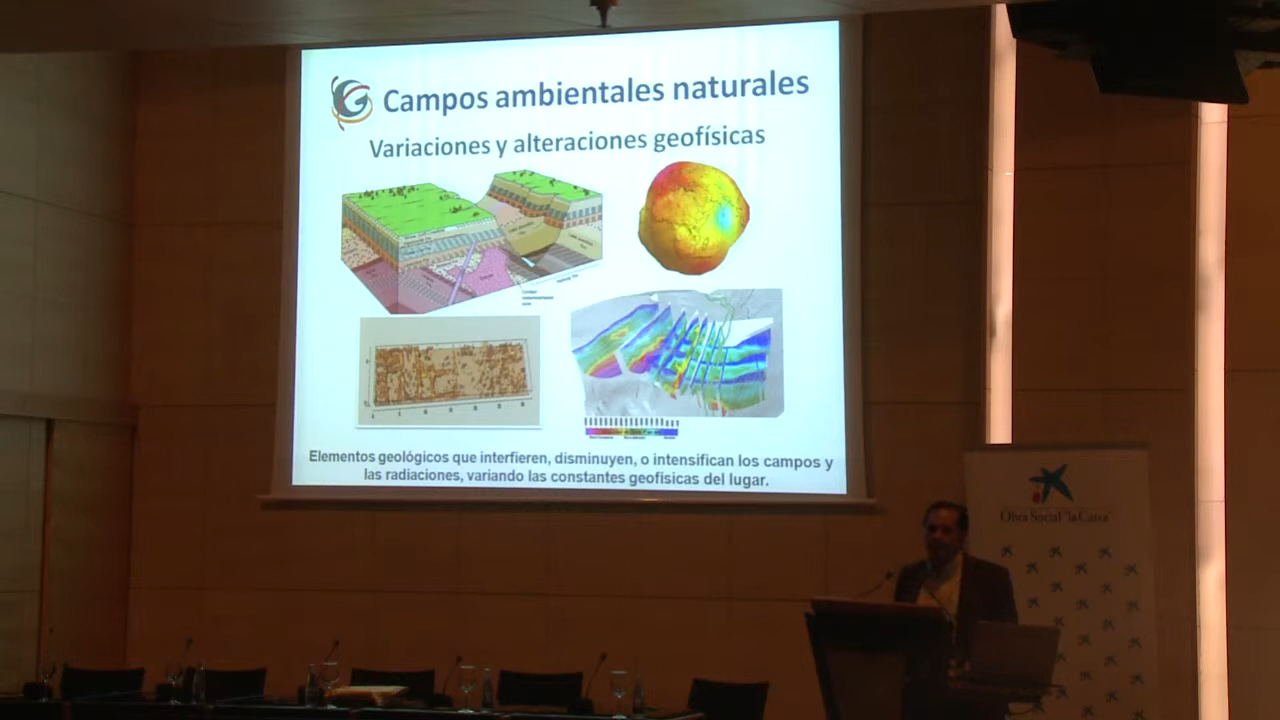 Campos ambientales naturales
Variaciones y alteraciones geofísicas
Elementos geológicos que interfieren, disminuyen, o intensifican los campos y
las radiaciones, variando las constantes geofísicas del lugar.
Obra Social "la Caixa"